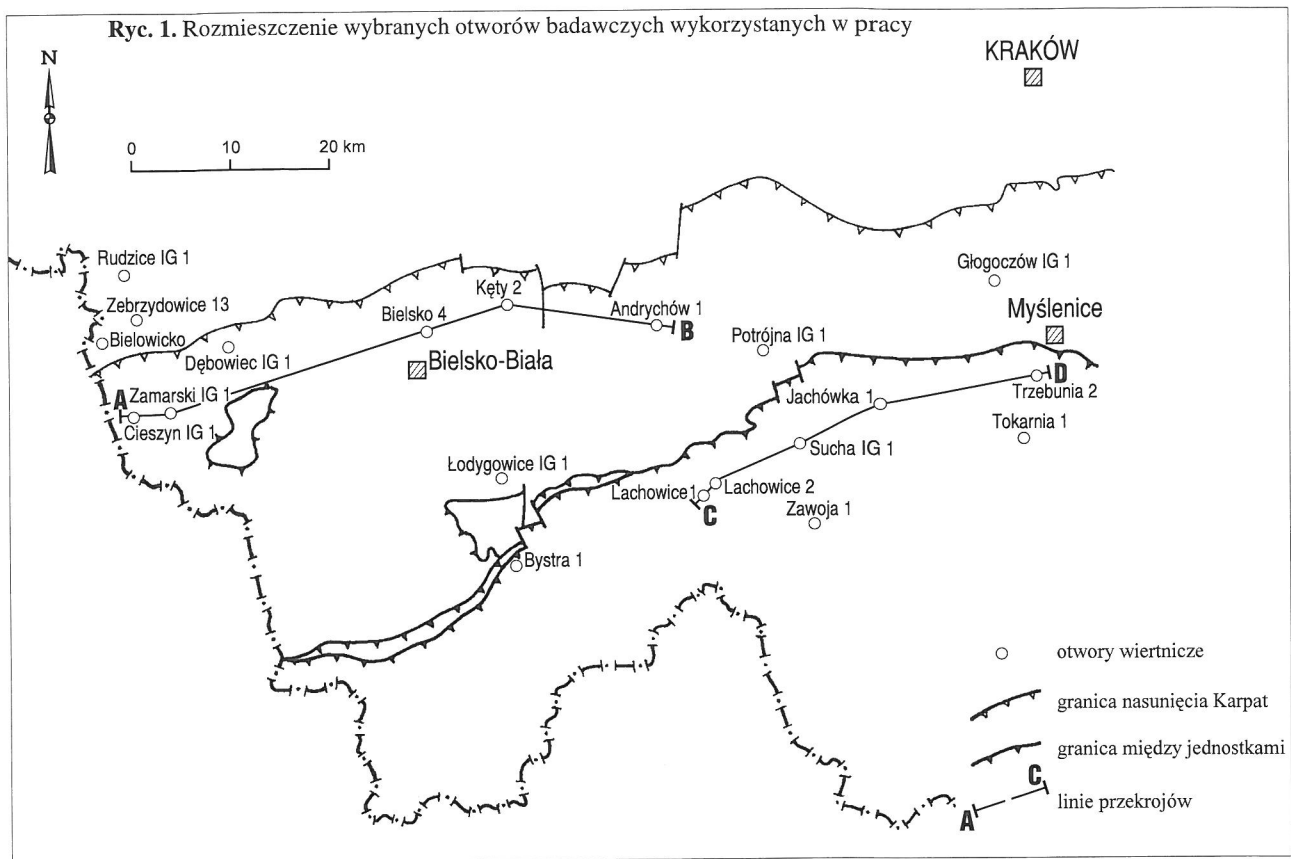 Ryc. 1. Rozmieszczenie wybranych otworów badawczych wykorzystanych w pracy
N
KRAKÓW
0 10 20 km
Rudzice IG 1
Głogoczów IG 1
Zebrzydowice 13
Kęty 2
Bielsko 4
Andrychów 1
Myślenice
Bielowicko
B
Potrójna IG 1
Dębowiec IG 1
Bielsko-Biała
D
A
Zamarski IG 1
Jachówka 1
Trzebunia 2
Cieszyn IG 1
Tokarnia 1
Sucha IG 1
Łodygowice IG 1
Lachowice 1
Lachowice 2
C
Zawoja 1
Bystra 1
otwory wiertnicze
granica nasunięcia Karpat
granica między jednostkami
C
linie przekrojów
A